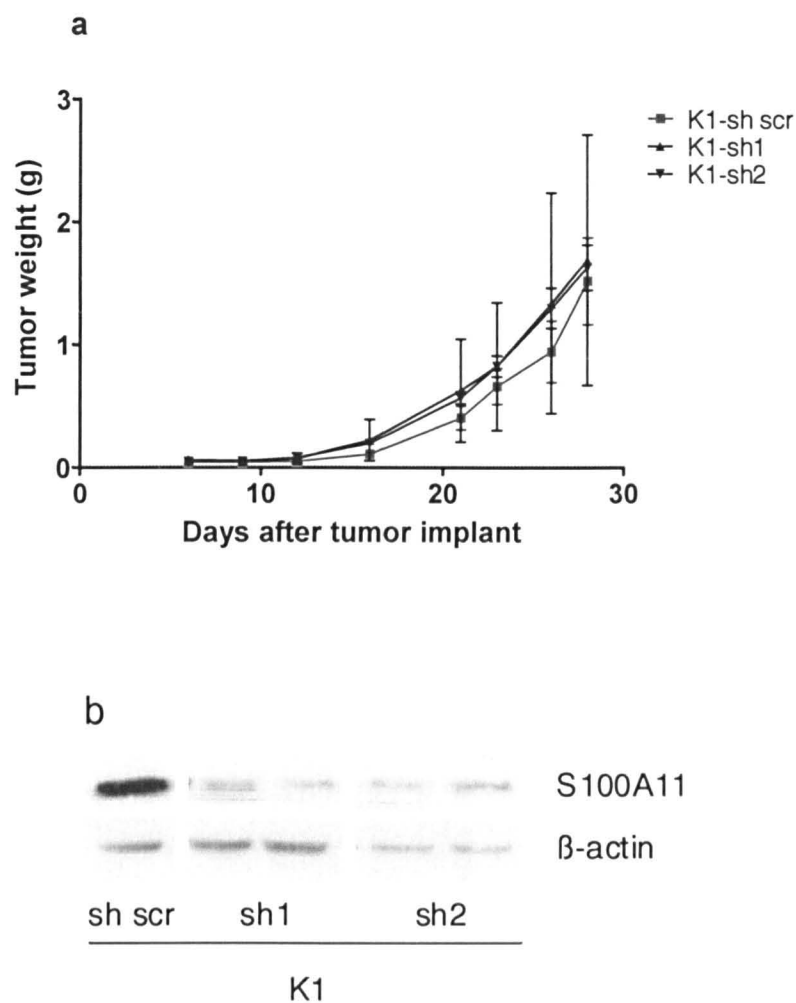 a
3
2
1
0
Tumor weight (g)
0 10 20 30
Days after tumor implant
K1-sh scr
K1-sh1
K1-sh2
b
S100A11
ß-actin
sh scr sh1 sh2
K1